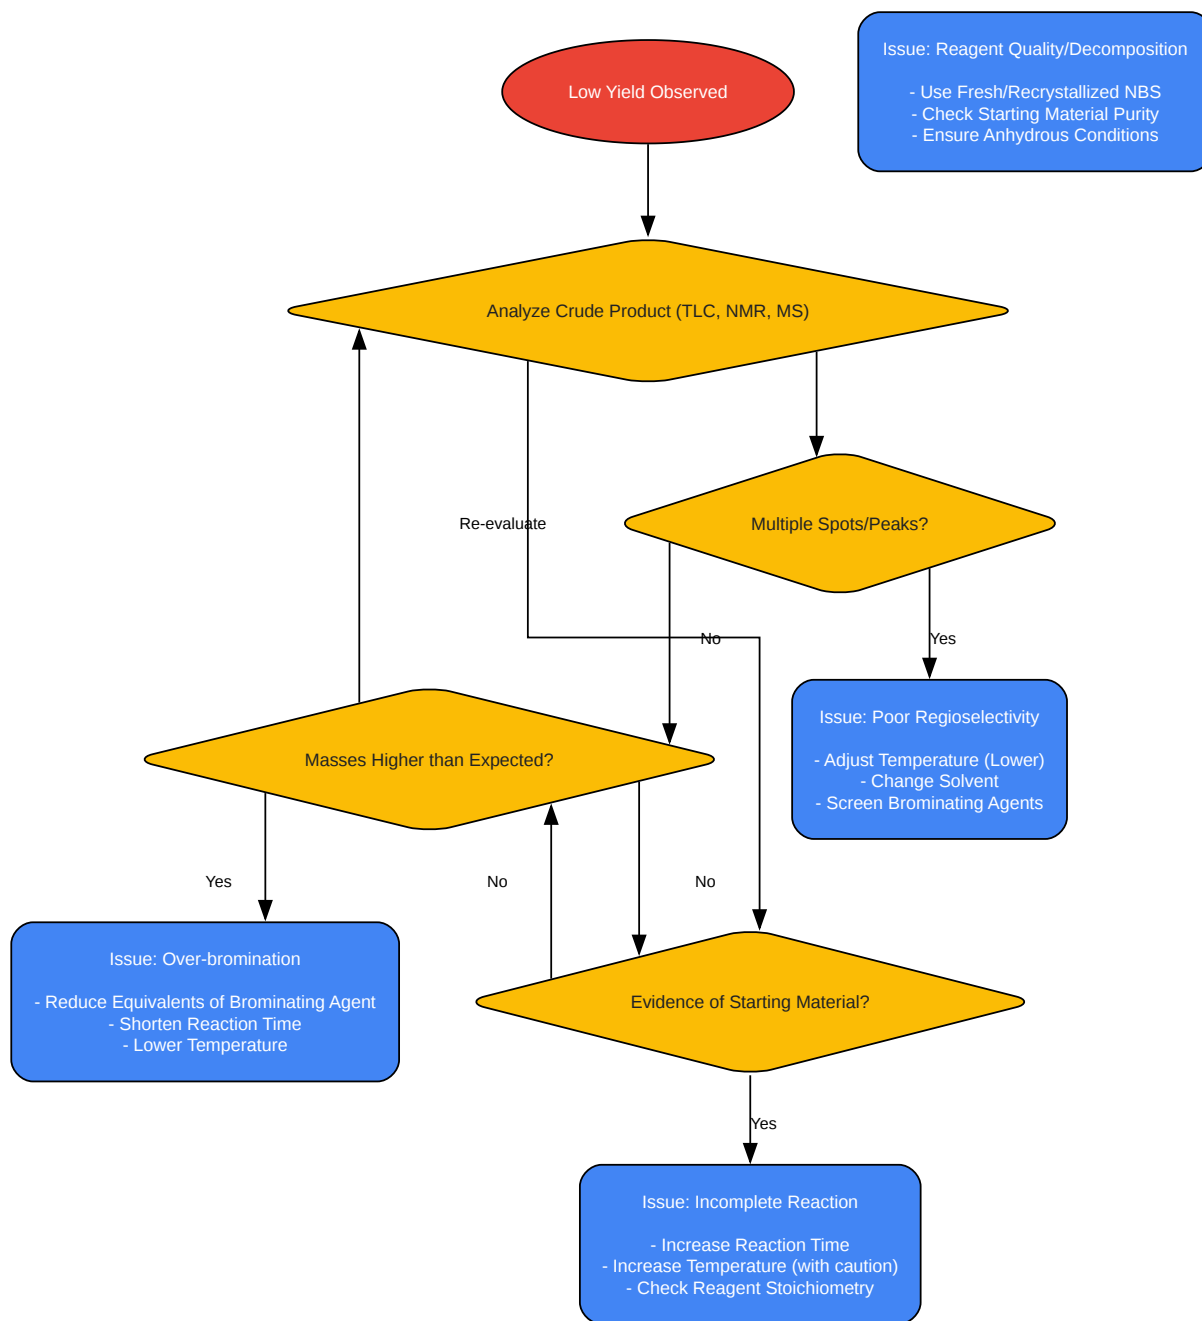 Issue: Reagent Quality/Decomposition
- Use Fresh/Recrystallized NBS
- Check Starting Material Purity
- Ensure Anhydrous Conditions
Low Yield Observed
Analyze Crude Product (TLC, NMR, MS)
Re-evaluate
Multiple Spots/Peaks?
No
Yes
Issue: Poor Regioselectivity
- Adjust Temperature (Lower)
- Change Solvent
- Screen Brominating Agents
Masses Higher than Expected?
Yes
No
No
Issue: Over-bromination
- Reduce Equivalents of Brominating Agent
- Shorten Reaction Time
- Lower Temperature
Evidence of Starting Material?
Yes
Issue: Incomplete Reaction
- Increase Reaction Time
- Increase Temperature (with caution)
- Check Reagent Stoichiometry